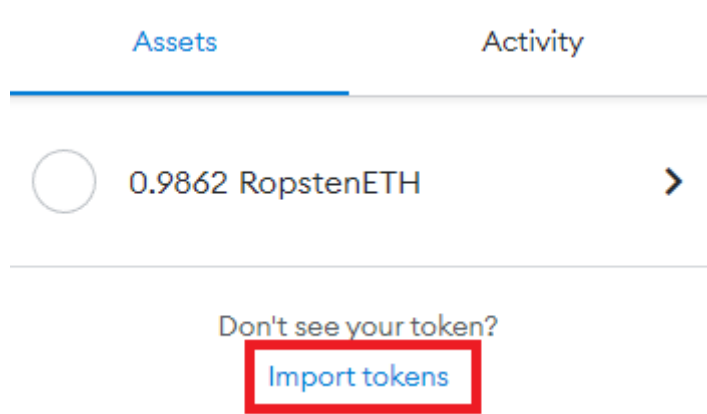 Assets Activity
0.9862 RopstenETH
Don't see your token?
Import tokens